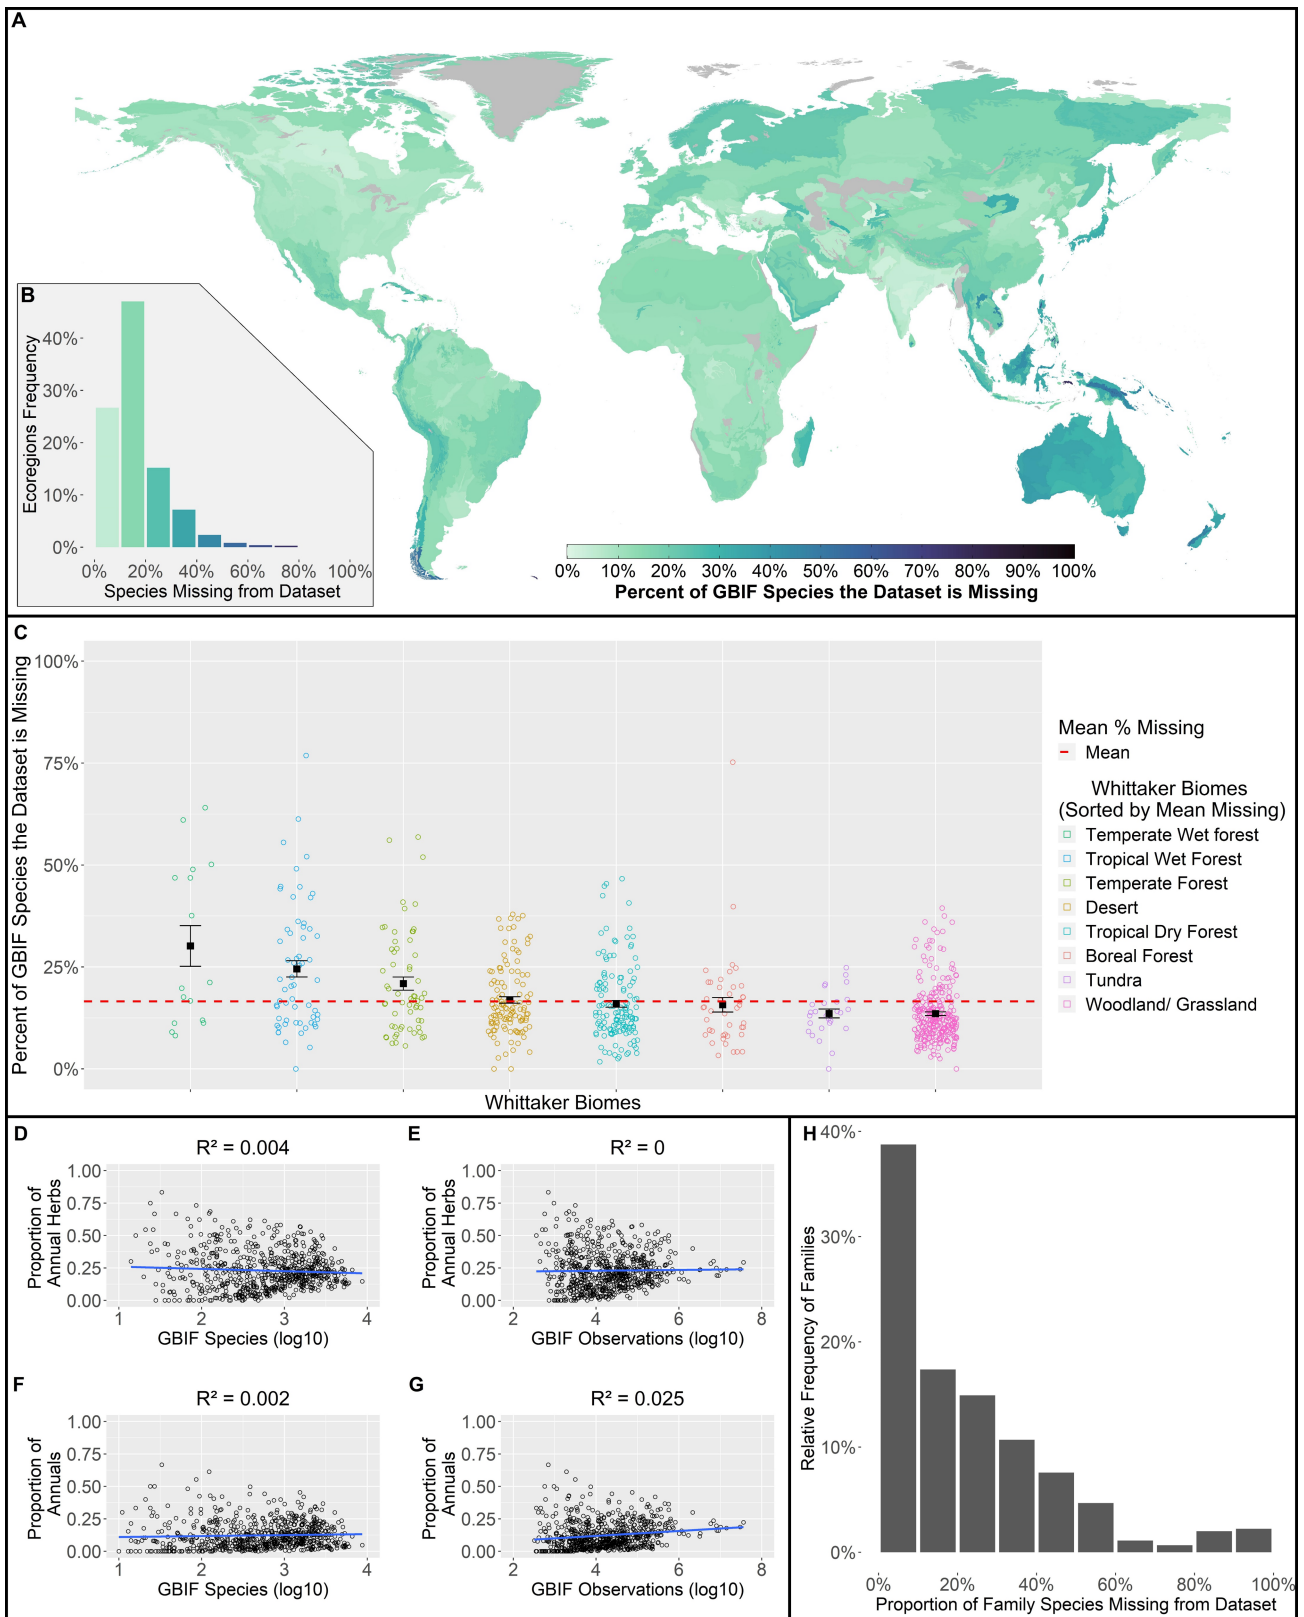 A
B
Ecoregions Frequency
40%
30%
20%
10%
0%
0% 20% 40% 60% 80% 100%
Species Missing from Dataset
0% 10% 20% 30% 40% 50% 60% 70% 80% 90% 100%
Percent of GBIF Species the Dataset is Missing
C
Percent of GBIF Species the Dataset is Missing
100%
75%
50%
25%
0%
Whittaker Biomes
Mean % Missing
Mean
Whittaker Biomes
(Sorted by Mean Missing)
Temperate Wet forest
Tropical Wet Forest
Temperate Forest
Desert
Tropical Dry Forest
Boreal Forest
Tundra
Woodland/ Grassland
D
R² = 0.004
Proportion of
Annual Herbs
1.00
0.75
0.50
0.25
0.00
1 2 3 4
GBIF Species (log10)
E
R² = 0
Proportion of
Annual Herbs
1.00
0.75
0.50
0.25
0.00
2 4 6 8
GBIF Observations (log10)
F
R² = 0.002
Proportion of
Annuals
1.00
0.75
0.50
0.25
0.00
1 2 3 4
GBIF Species (log10)
G
R² = 0.025
Proportion of
Annuals
1.00
0.75
0.50
0.25
0.00
2 4 6 8
GBIF Observations (log10)
H
Relative Frequency of Families
40%
30%
20%
10%
0%
0% 20% 40% 60% 80% 100%
Proportion of Family Species Missing from Dataset